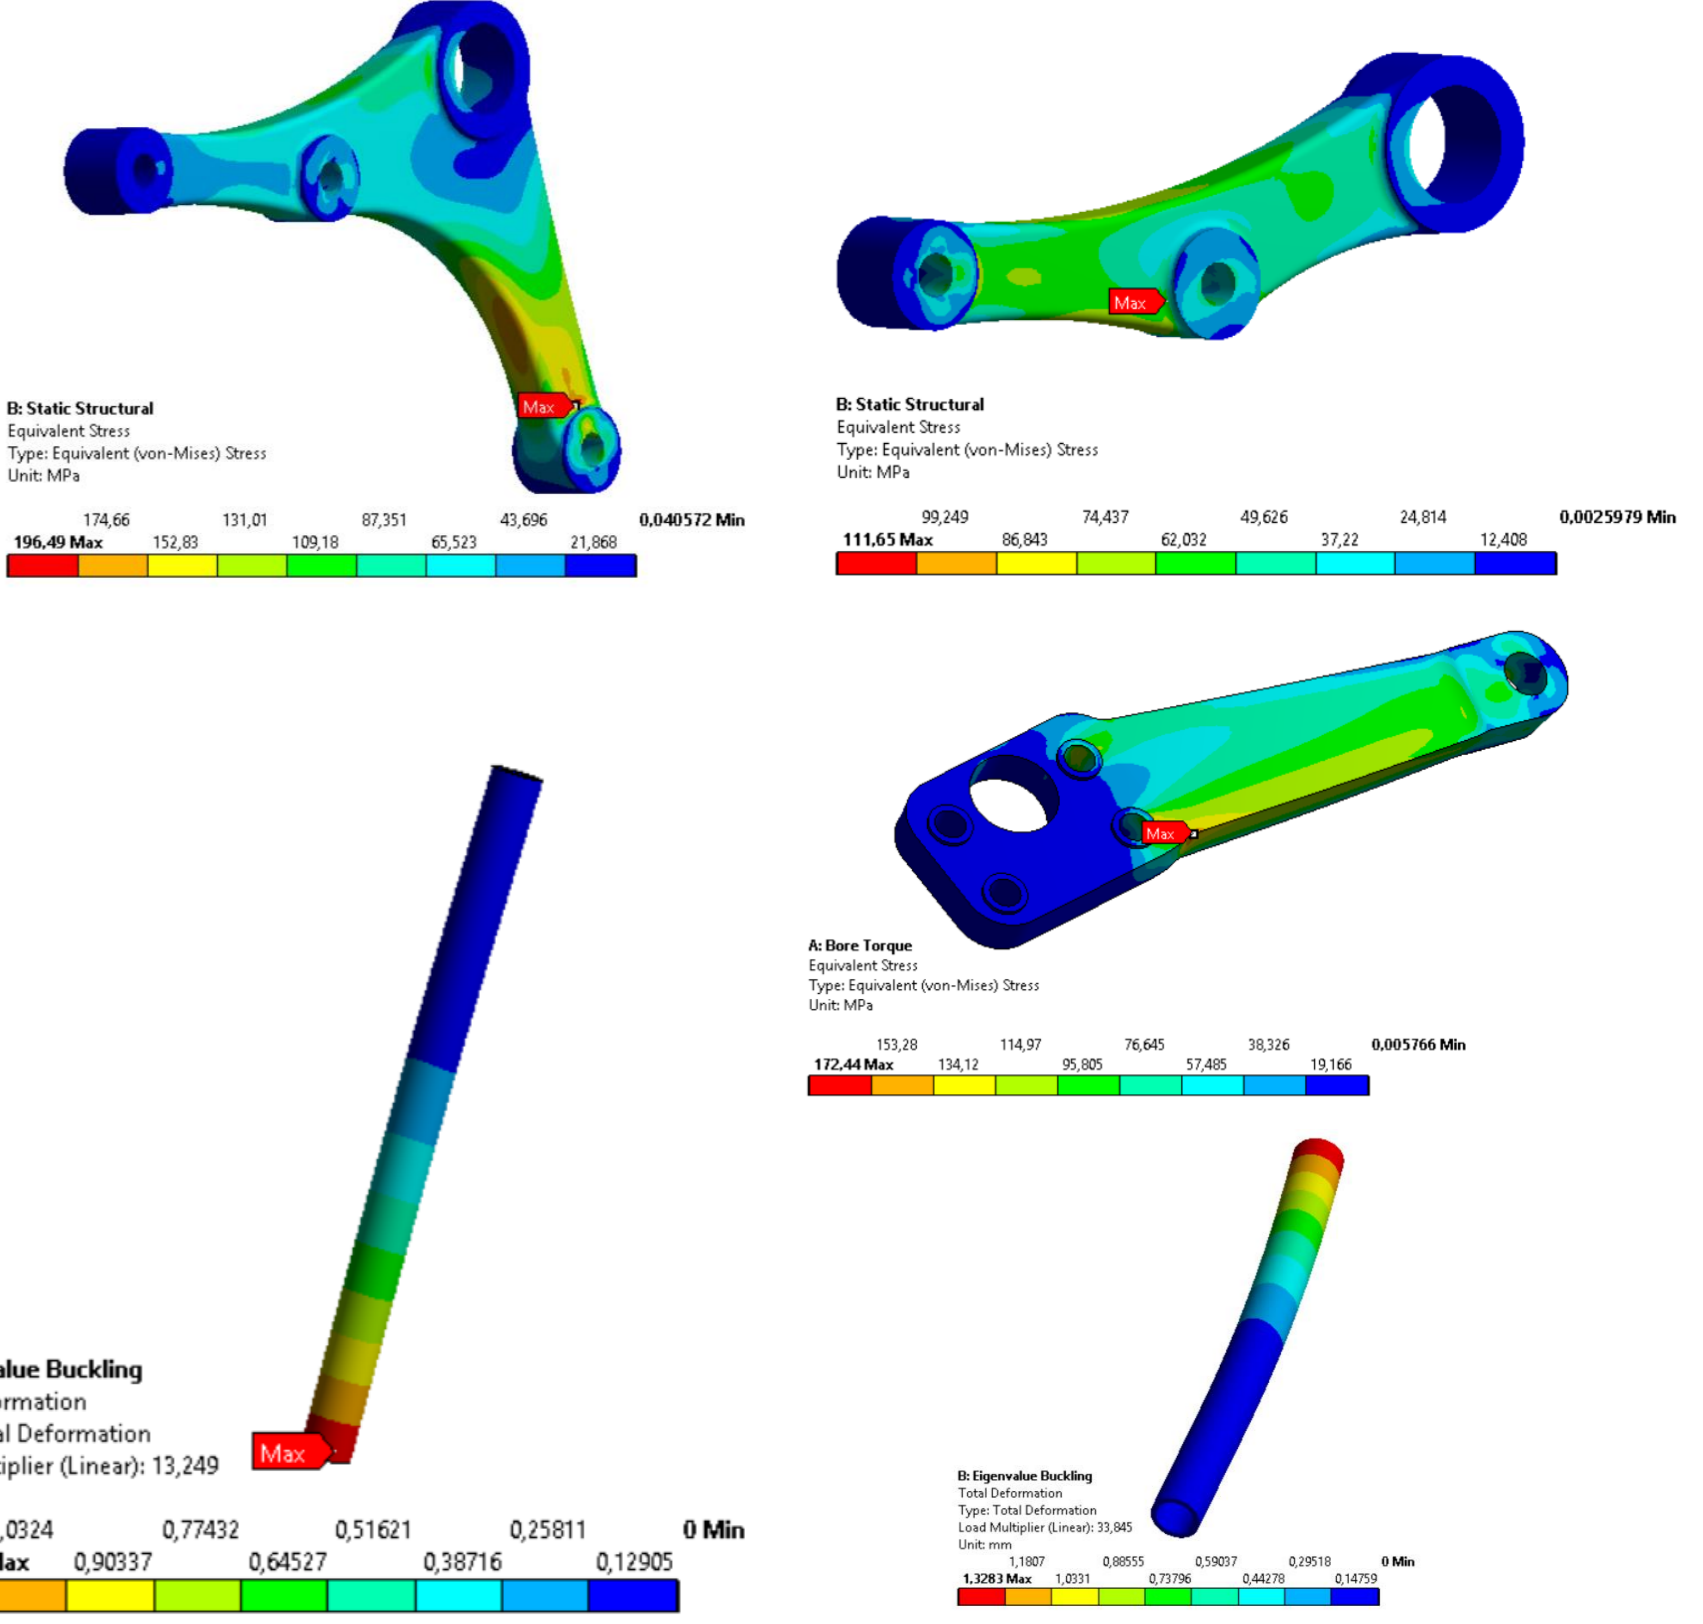 Max
B: Static Structural
Equivalent Stress
Type: Equivalent (von-Mises) Stress
Unit: MPa
174,66 131,01 87,351 43,696 0,040572 Min
196,49 Max 152,83 109,18 65,523 21,868
Max
B: Static Structural
Equivalent Stress
Type: Equivalent (von-Mises) Stress
Unit: MPa
99,249 74,437 49,626 24,814 0,0025979 Min
111,65 Max 86,843 62,032 37,22 12,408
Max
A: Bore Torque
Equivalent Stress
Type: Equivalent (von-Mises) Stress
Unit: MPa
153,28 114,97 76,645 38,326 0,005766 Min
172,44 Max 134,12 95,805 57,485 19,166
Max
alue Buckling
ormation
al Deformation
tiplier (Linear): 13,249
,0324 0,77432 0,51621 0,25811 0 Min
Max 0,90337 0,64527 0,38716 0,12905
B: Eigenvalue Buckling
Total Deformation
Type: Total Deformation
Load Multiplier (Linear): 33,845
Unit: mm
1,1807 0,88555 0,59037 0,29518 0 Min
1,3283 Max 1,0331 0,73796 0,44278 0,14759